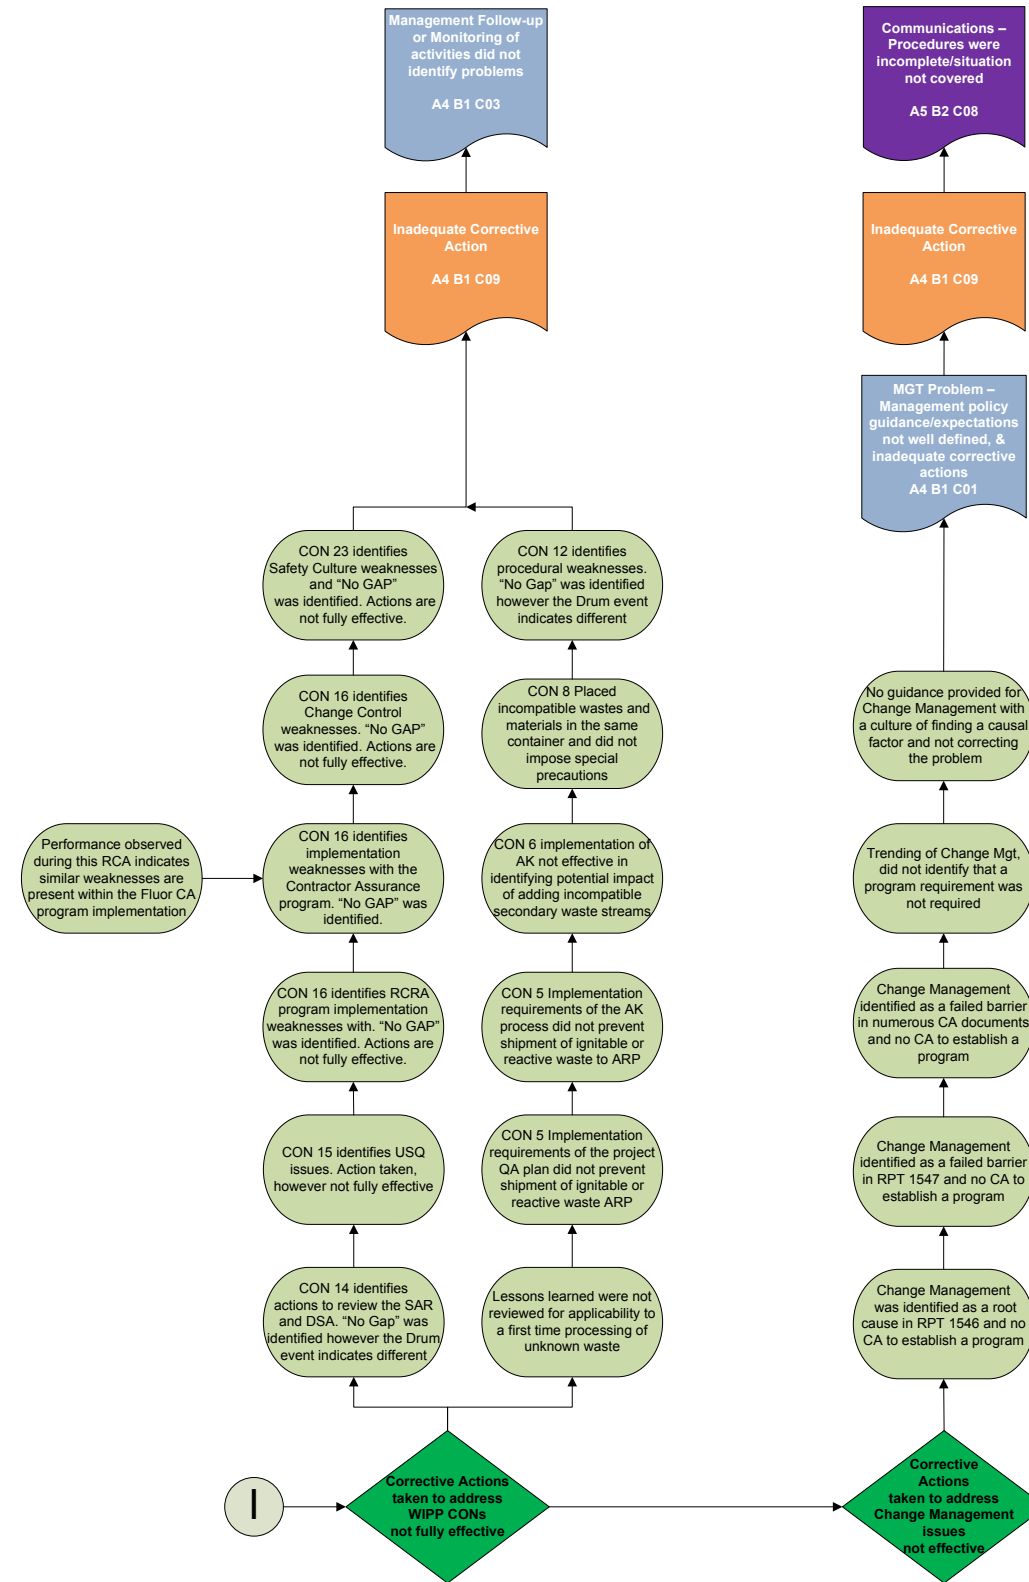 Management Follow-up
or Monitoring of
activities did not
identify problems
A4 B1 C03
Communications –
Procedures were
incomplete/situation
not covered
A5 B2 C08
Inadequate Corrective
Action
A4 B1 C09
Inadequate Corrective
Action
A4 B1 C09
MGT Problem –
Management policy
guidance/expectations
not well defined, &
inadequate corrective
actions
A4 B1 C01
CON 23 identifies
Safety Culture weaknesses
and “No GAP”
was identified. Actions are
not fully effective.
CON 12 identifies
procedural weaknesses.
“No Gap” was identified
however the Drum event
indicates different
CON 16 identifies
Change Control
weaknesses. “No GAP”
was identified. Actions are
not fully effective.
CON 8 Placed
incompatible wastes and
materials in the same
container and did not
impose special
precautions
No guidance provided for
Change Management with
a culture of finding a causal
factor and not correcting
the problem
Performance observed
during this RCA indicates
similar weaknesses are
present within the Fluor CA
program implementation
CON 16 identifies
implementation
weaknesses with the
Contractor Assurance
program. “No GAP” was
identified.
CON 6 implementation of
AK not effective in
identifying potential impact
of adding incompatible
secondary waste streams
Trending of Change Mgt,
did not identify that a
program requirement was
not required
CON 16 identifies RCRA
program implementation
weaknesses with. “No GAP”
was identified. Actions are
not fully effective.
CON 5 Implementation
requirements of the AK
process did not prevent
shipment of ignitable or
reactive waste to ARP
Change Management
identified as a failed barrier
in numerous CA documents
and no CA to establish a
program
CON 15 identifies USQ
issues. Action taken,
however not fully effective
CON 5 Implementation
requirements of the project
QA plan did not prevent
shipment of ignitable or
reactive waste ARP
Change Management
identified as a failed barrier
in RPT 1547 and no CA to
establish a program
CON 14 identifies
actions to review the SAR
and DSA. “No Gap” was
identified however the Drum
event indicates different
Lessons learned were not
reviewed for applicability to
a first time processing of
unknown waste
Change Management
was identified as a root
cause in RPT 1546 and no
CA to establish a program
I
Corrective Actions
taken to address
WIPP CONs
not fully effective
Corrective
Actions
taken to address
Change Management
issues
not effective